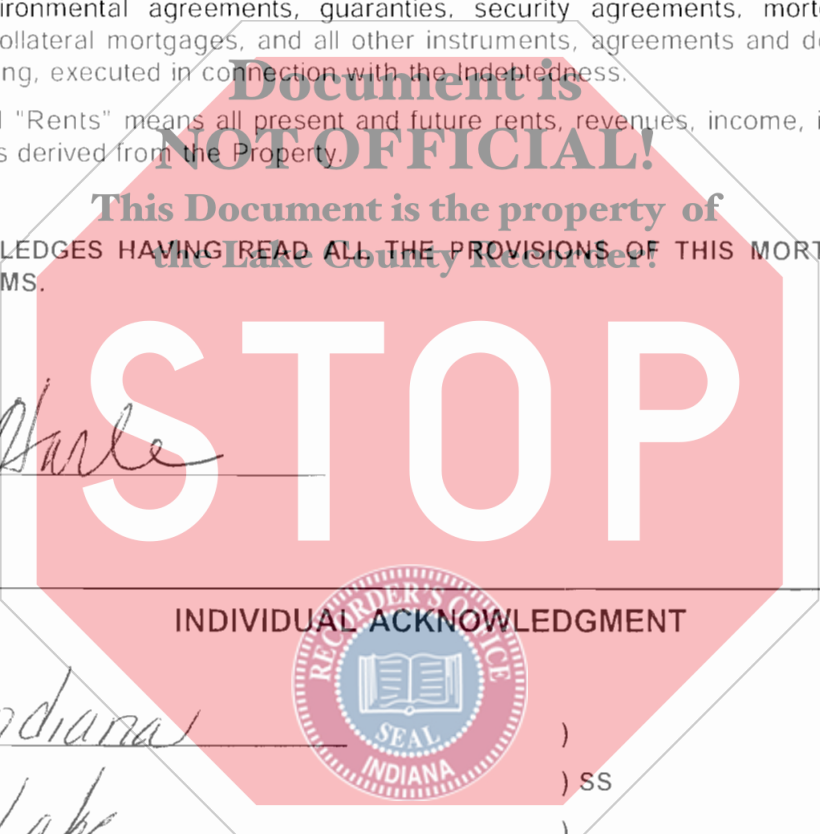 ironmental agreements, guaranties, security agreements, mort
ollateral mortgages, and all other instruments, agreements and d
ng, executed in connection with the Indebtedness.
Document is
"Rents" means all present and future rents, revenues, income, i
s derived from the Property.
NOT OFFICIAL!
This Document is the property of
LEDGES HAVING READ ALL THE PROVISIONS OF THIS MORT
the Lake County Recorder!
MS.
STOP
Harle
INDIVIDUAL ACKNOWLEDGMENT
RECORDER'S OFFICE
SEAL
INDIANA
ndiana )
) SS
Lake )